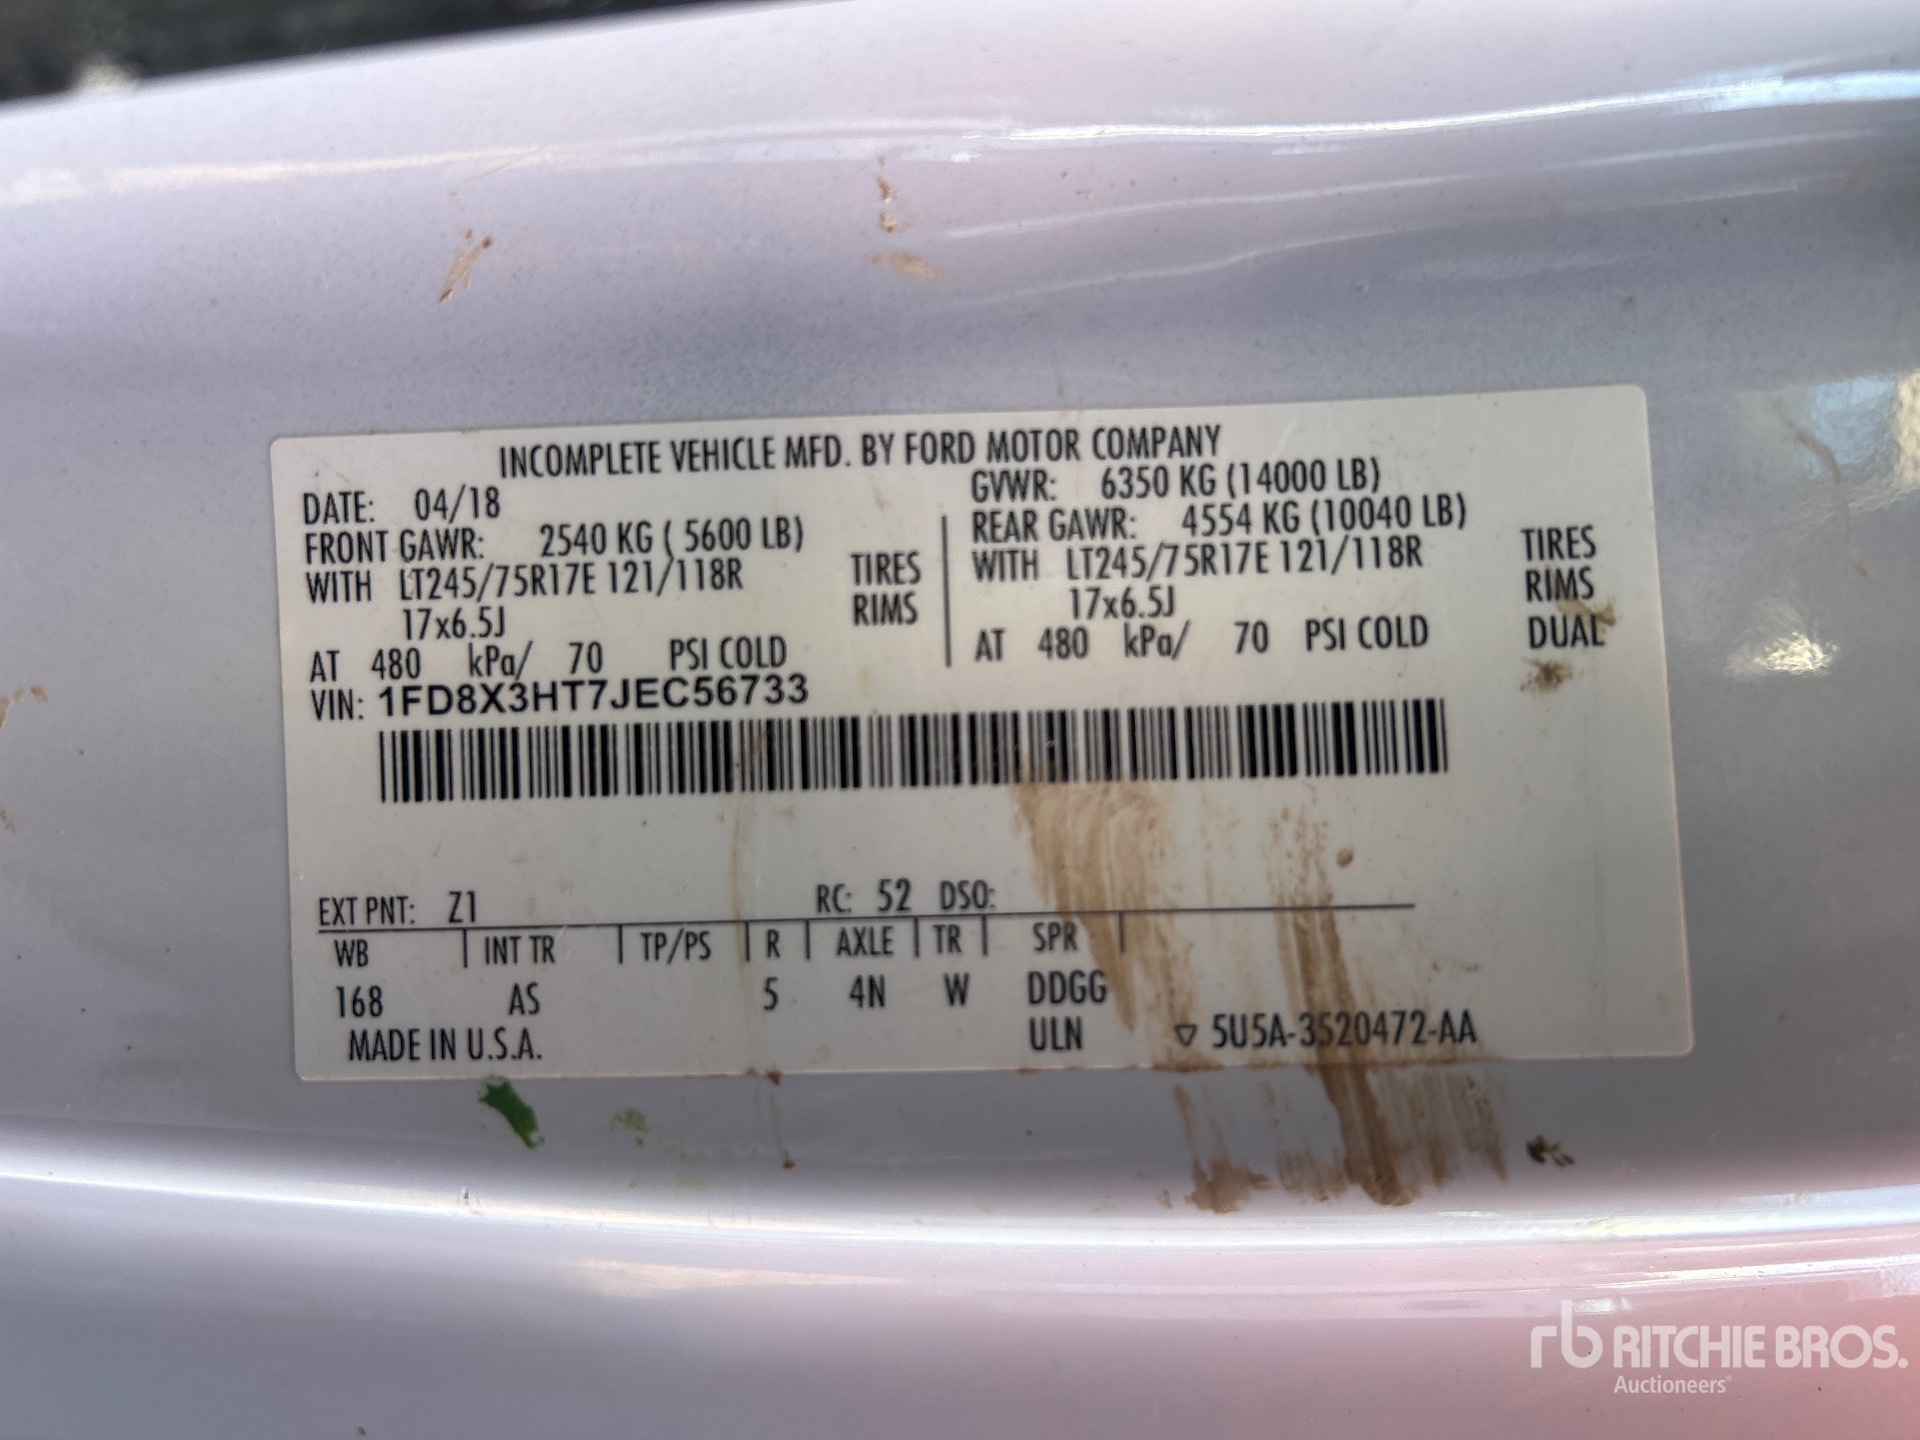 INCOMPLETE VEHICLE MFD. BY FORD MOTOR COMPANY
DATE: 04/18
GVWR: 6350 KG (14000 LB)
FRONT GAWR: 2540 KG ( 5600 LB)
REAR GAWR: 4554 KG (10040 LB)
WITH LT245/75R17E 121/118R TIRES
WITH LT245/75R17E 121/118R TIRES
17x6.5J RIMS
17x6.5J RIMS
AT 480 kPa/ 70 PSI COLD
AT 480 kPa/ 70 PSI COLD DUAL
VIN: 1FD8X3HT7JEC56733
EXT PNT: Z1 RC: 52 DSO:
WB INT TR TP/PS R AXLE TR SPR
168 AS 5 4N W DDGG
MADE IN U.S.A. ULN ▽ 5U5A-3520472-AA
rb RITCHIE BROS.
Auctioneers